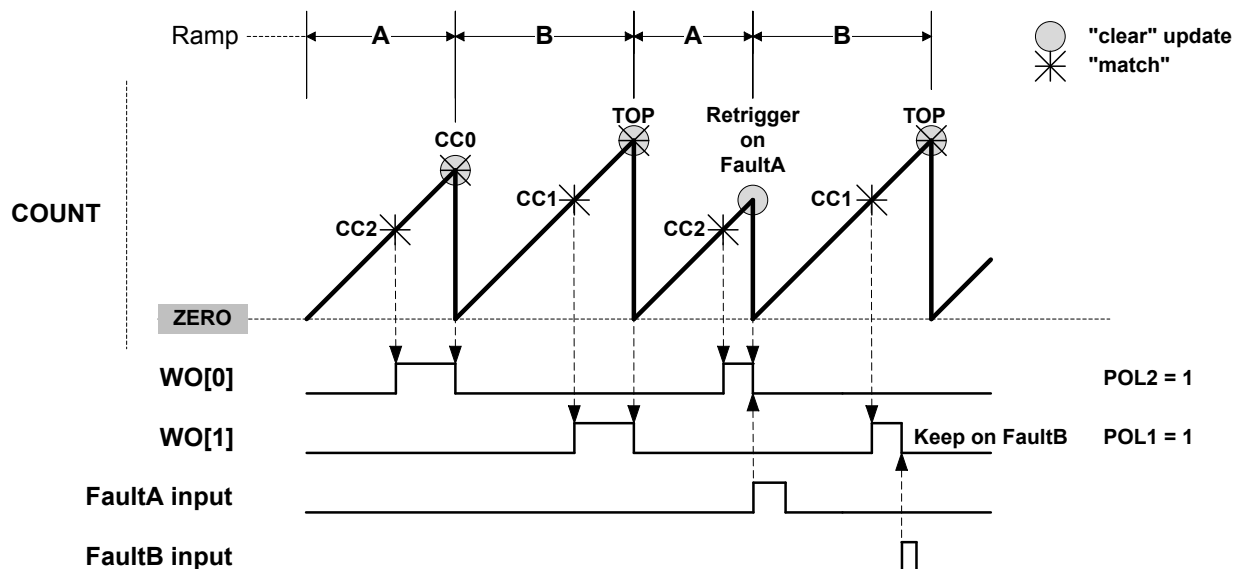 Ramp A B A B "clear" update
"match"
TOP Retrigger TOP
CC0 on
FaultA
CC1 CC1
COUNT CC2 CC2
ZERO
WO[0] POL2 = 1
WO[1] Keep on FaultB POL1 = 1
FaultA input
FaultB input